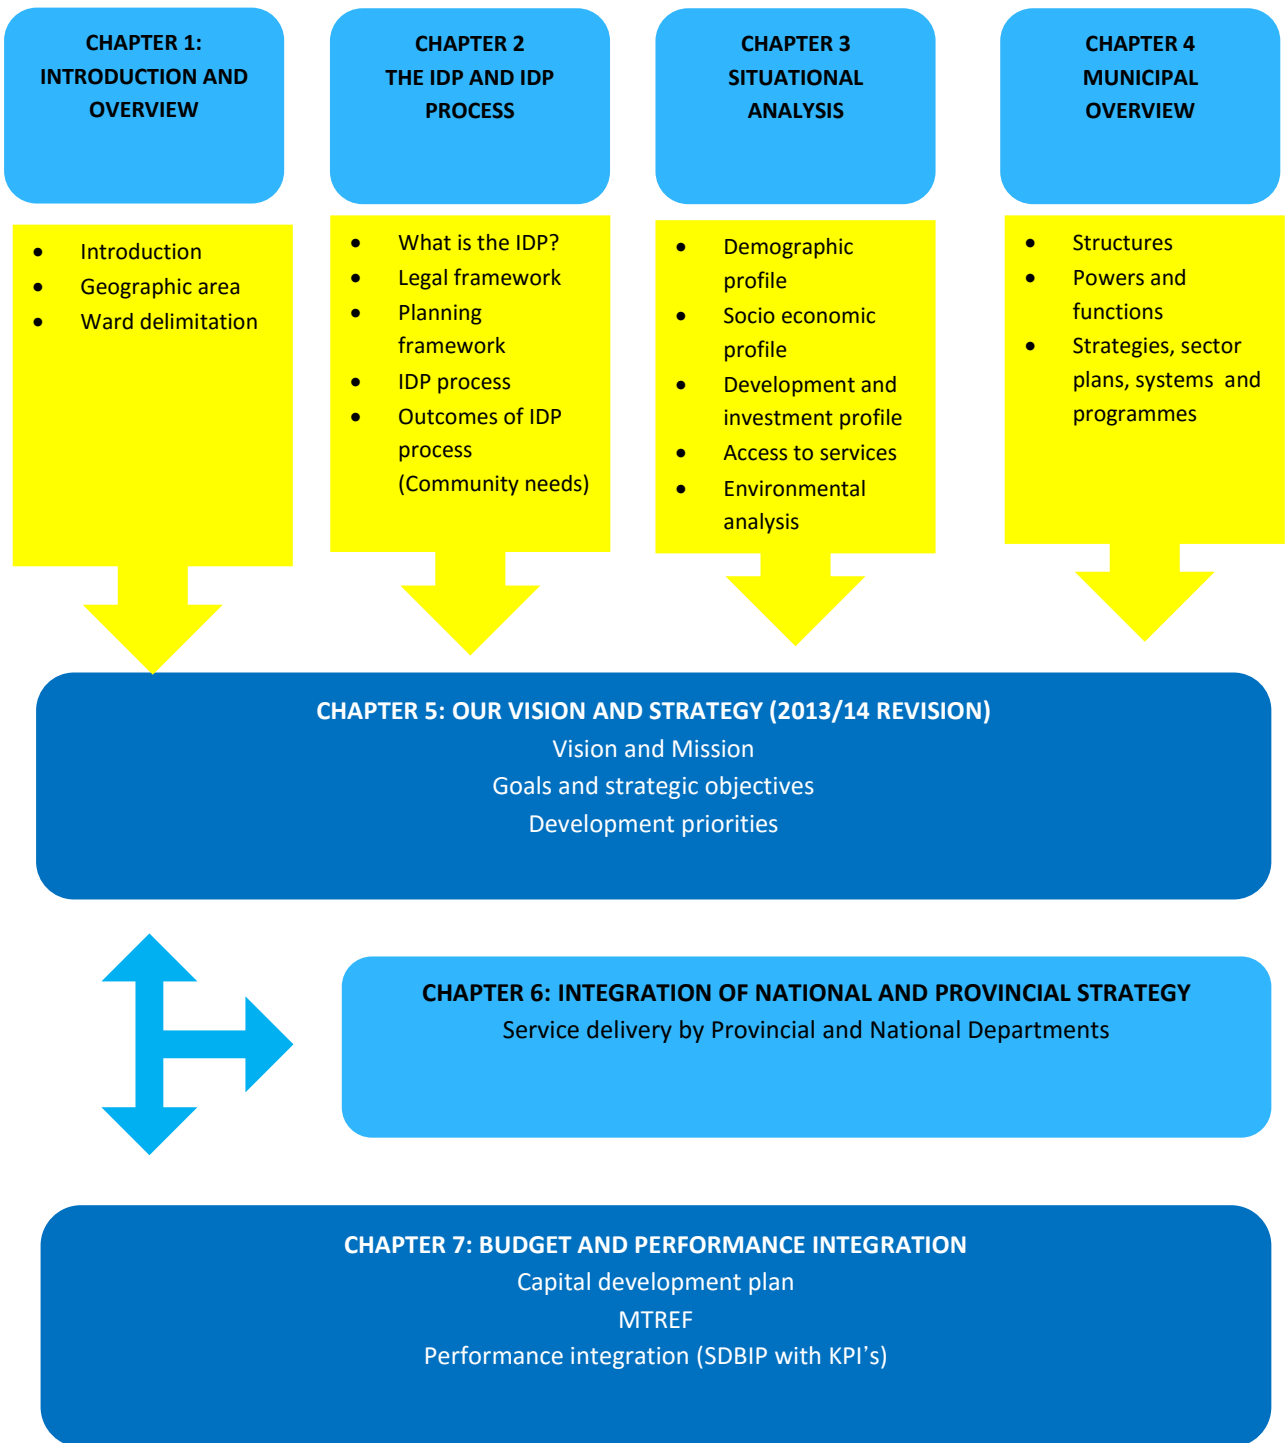 CHAPTER 1:
INTRODUCTION AND
OVERVIEW
CHAPTER 2
THE IDP AND IDP
PROCESS
CHAPTER 3
SITUATIONAL
ANALYSIS
CHAPTER 4
MUNICIPAL
OVERVIEW
• Introduction
• Geographic area
• Ward delimitation
• What is the IDP?
• Legal framework
• Planning
framework
• IDP process
• Outcomes of IDP
process
(Community needs)
• Demographic
profile
• Socio economic
profile
• Development and
investment profile
• Access to services
• Environmental
analysis
• Structures
• Powers and
functions
• Strategies, sector
plans, systems and
programmes
CHAPTER 5: OUR VISION AND STRATEGY (2013/14 REVISION)
Vision and Mission
Goals and strategic objectives
Development priorities
CHAPTER 6: INTEGRATION OF NATIONAL AND PROVINCIAL STRATEGY
Service delivery by Provincial and National Departments
CHAPTER 7: BUDGET AND PERFORMANCE INTEGRATION
Capital development plan
MTREF
Performance integration (SDBIP with KPI's)